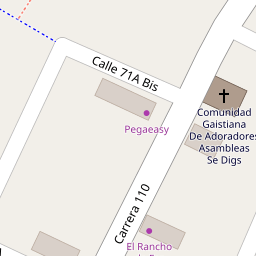 Calle 71A Bis
Pegaeasy
Comunidad
Gaistiana
De Adoradores
Asambleas
Se Digs
Carrera 110
El Rancho